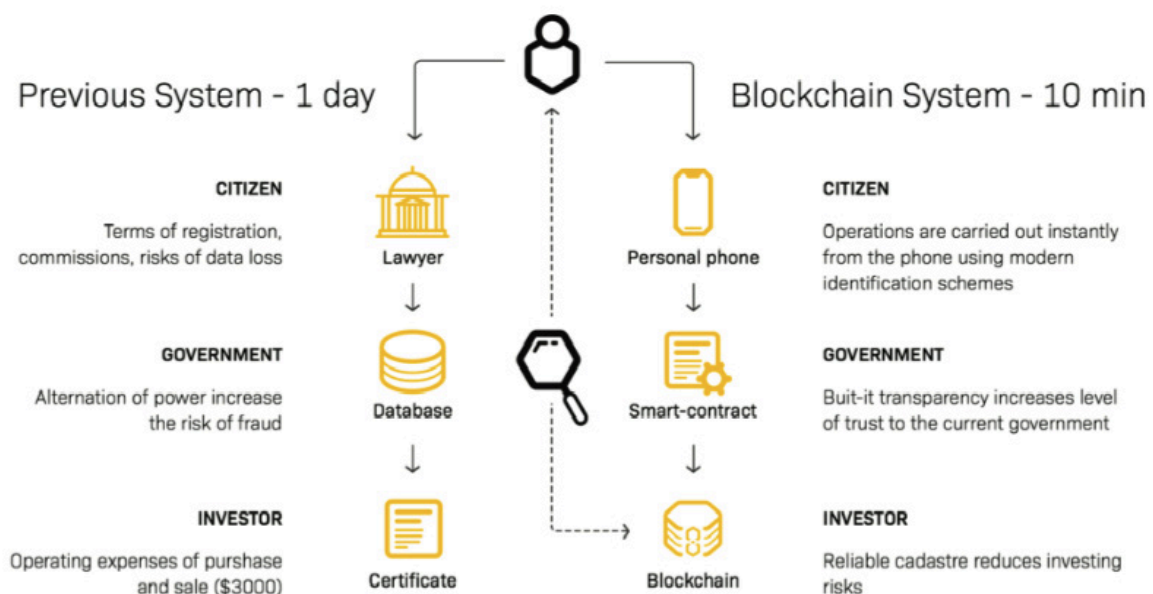 Previous System - 1 day
CITIZEN
Terms of registration,
commissions, risks of data loss
Lawyer
GOVERNMENT
Alternation of power increase
the risk of fraud
Database
INVESTOR
Operating expenses of purshase
and sale ($3000)
Certificate
Blockchain System - 10 min
Personal phone
CITIZEN
Operations are carried out instantly
from the phone using modern
identification schemes
Smart-contract
GOVERNMENT
Buit-it transparency increases level
of trust to the current government
Blockchain
INVESTOR
Reliable cadastre reduces investing
risks